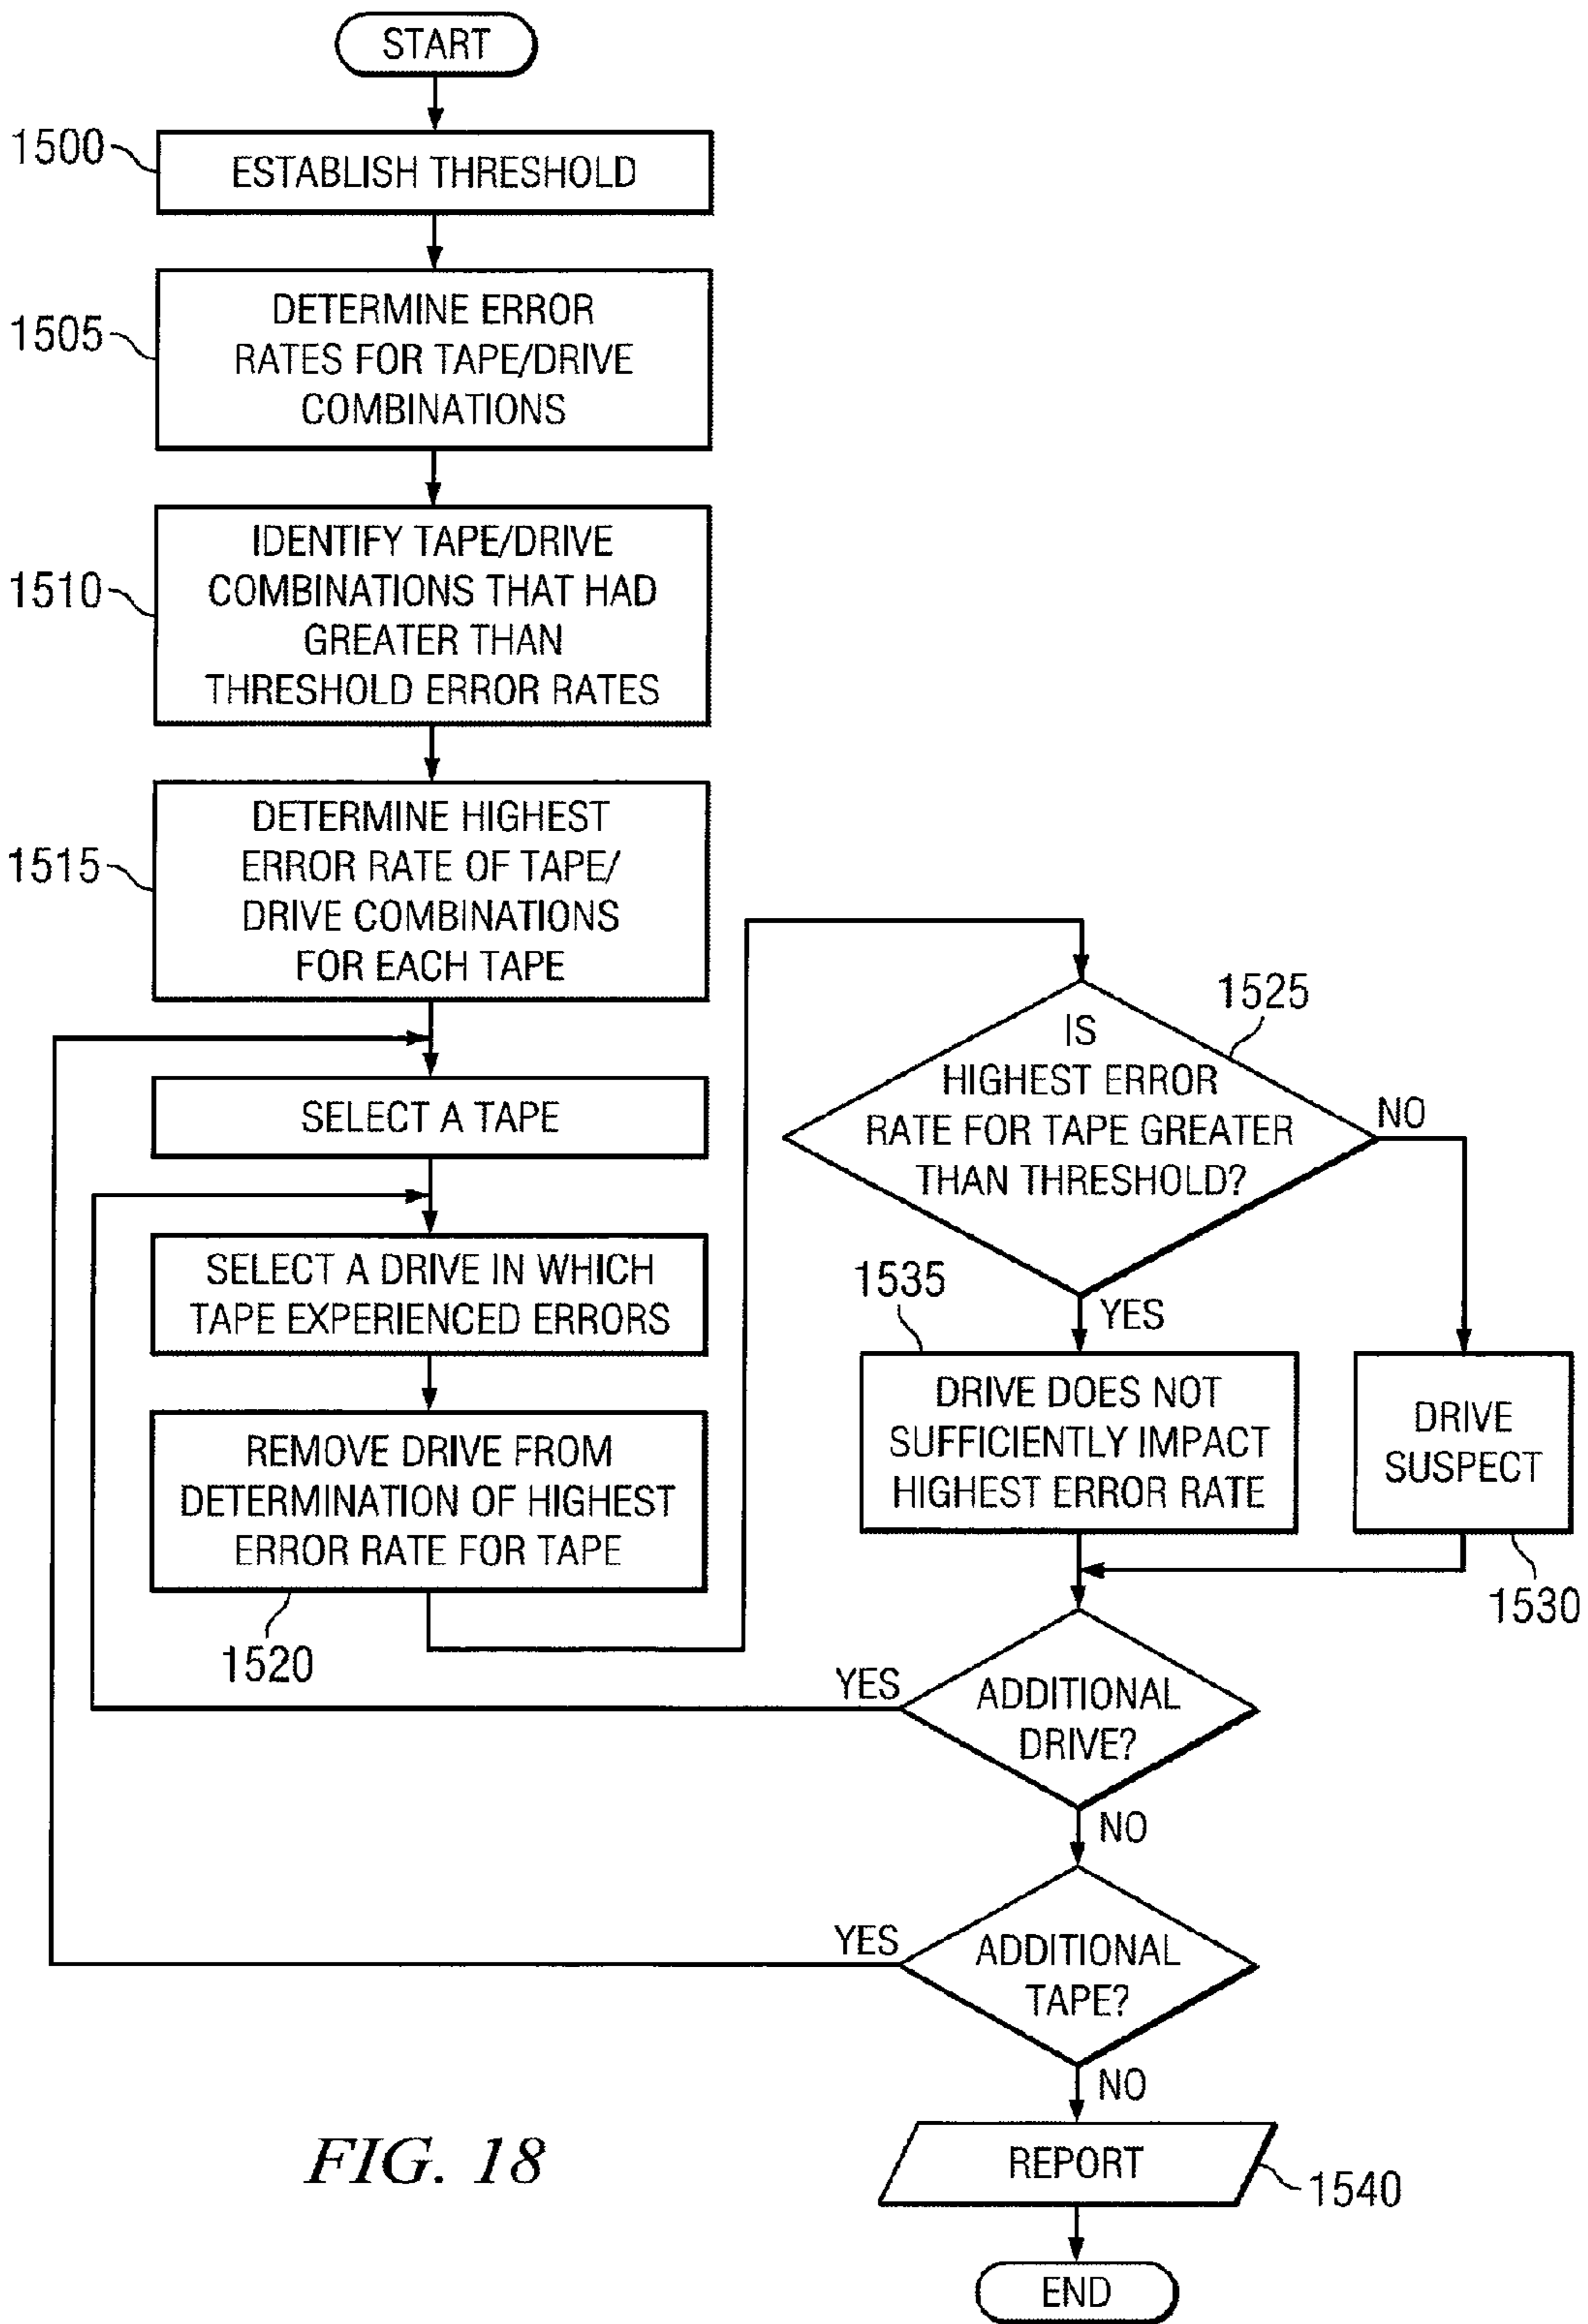 START
1500
ESTABLISH THRESHOLD
1505
DETERMINE ERROR
RATES FOR TAPE/DRIVE
COMBINATIONS
1510
IDENTIFY TAPE/DRIVE
COMBINATIONS THAT HAD
GREATER THAN
THRESHOLD ERROR RATES
1515
DETERMINE HIGHEST
ERROR RATE OF TAPE/
DRIVE COMBINATIONS
FOR EACH TAPE
SELECT A TAPE
SELECT A DRIVE IN WHICH
TAPE EXPERIENCED ERRORS
REMOVE DRIVE FROM
DETERMINATION OF HIGHEST
ERROR RATE FOR TAPE
1520
1525
IS
HIGHEST ERROR
RATE FOR TAPE GREATER
THAN THRESHOLD?
NO
YES
1535
DRIVE DOES NOT
SUFFICIENTLY IMPACT
HIGHEST ERROR RATE
DRIVE
SUSPECT
1530
YES
ADDITIONAL
DRIVE?
NO
YES
ADDITIONAL
TAPE?
NO
REPORT
1540
END
FIG. 18